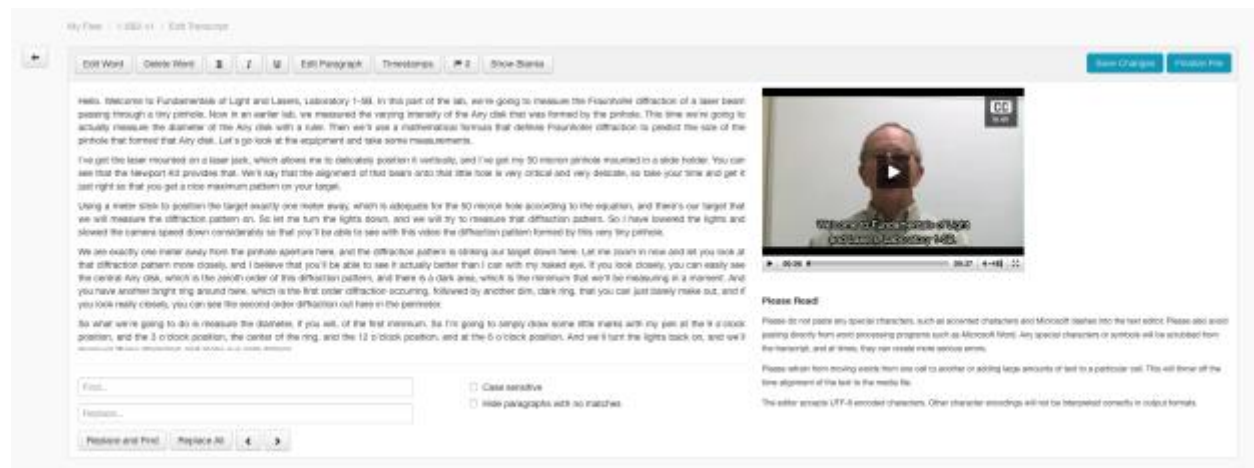 My Files / 1-5B2-v1 / Edit Transcript
Edit Word Delete Word B I U Edit Paragraph Timestamps 2 Show Blanks
Save Changes Finalize File
Hello. Welcome to Fundamentals of Light and Lasers, Laboratory 1-5B. In this part of the lab, we're going to measure the Fraunhofer diffraction of a laser beam
passing through a tiny pinhole. Now in an earlier lab, we measured the varying intensity of the Airy disk that was formed by the pinhole. This time we're going to
actually measure the diameter of the Airy disk with a ruler. Then we'll use a mathematical formula that defines Fraunhofer diffraction to predict the size of the
pinhole that formed that Airy disk. Let's go look at the equipment and take some measurements.
I've got the laser mounted on a laser jack, which allows me to delicately position it vertically, and I've got my 50 micron pinhole mounted in a slide holder. You can
see that the Newport Kit provides that. We'll say that the alignment of that beam onto that little hole is very critical and very delicate, so take your time and get it
just right so that you get a nice maximum pattern on your target.
Using a meter stick to position the target exactly one meter away, which is adequate for the 50 micron hole according to the equation, and there's our target that
we will measure the diffraction pattern on. So let me turn the lights down, and we will try to measure that diffraction pattern. So I have lowered the lights and
slowed the camera speed down considerably so that you'll be able to see with this video the diffraction pattern formed by this very tiny pinhole.
We are exactly one meter away from the pinhole aperture here, and the diffraction pattern is striking our target down here. Let me zoom in now and let you look at
that diffraction pattern more closely, and I believe that you'll be able to see it actually better than I can with my naked eye. If you look closely, you can easily see
the central Airy disk, which is the zeroth order of this diffraction pattern, and there is a dark area, which is the minimum that we'll be measuring in a moment. And
you have another bright ring around here, which is the first order diffraction occurring, followed by another dim, dark ring, that you can just barely make out, and if
you look really closely, you can see the second order diffraction out here in the perimeter.
So what we're going to do is measure the diameter, if you will, of the first minimum. So I'm going to simply draw some little marks with my pen at the 9 o'clock
position, and the 3 o'clock position, the center of the ring, and the 12 o'clock position, and at the 6 o'clock position. And we'll turn the lights back on, and we'll
CC
Welcome to Fundamentals of Light
and Lasers, Laboratory 1-5B.
Please Read!
Please do not paste any special characters, such as accented characters and Microsoft dashes into the text editor. Please also avoid
pasting directly from word processing programs such as Microsoft Word. Any special characters or symbols will be scrubbed from
the transcript, and at times, they can create more serious errors.
Please refrain from moving words from one cell to another or adding large amounts of text to a particular cell. This will throw off the
time alignment of the text to the media file.
The editor accepts UTF-8 encoded characters. Other character encodings will not be interpreted correctly in output formats.
Find...
Case sensitive
Replace...
Hide paragraphs with no matches
Replace and Find Replace All